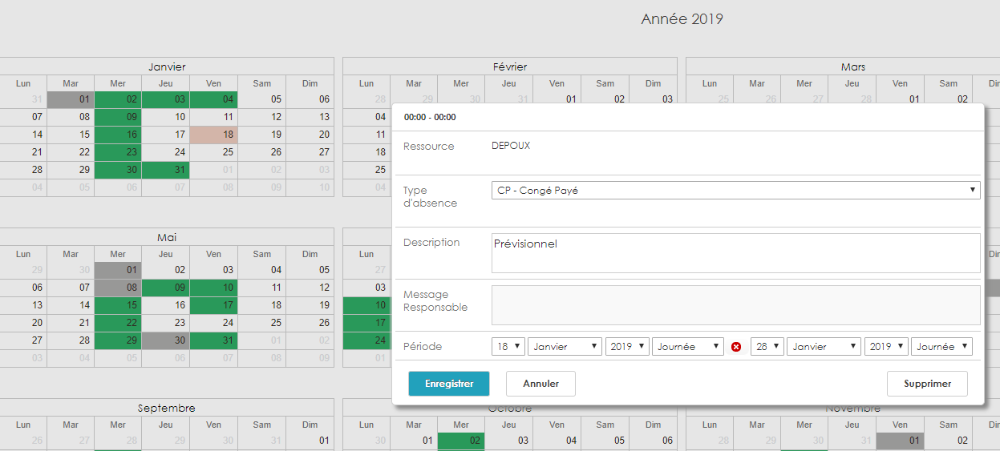 Année 2019
Janvier Février Mars
Lun Mar Mer Jeu Ven Sam Dim Lun Mar Mer Jeu Ven Sam Dim Lun Mar Mer Jeu Ven Sam
31 01 02 03 04 05 06 28 29 30 31 01 02 03 25 26 27 28 01 02
07 08 09 10 11 12 13 04
14 15 16 17 18 19 20 11
21 22 23 24 25 26 27 18
28 29 30 31 01 02 03 25
04 05 06 07 08 09 10 04
00:00 - 00:00
Ressource DEPOUX
Type
d'absence
CP - Congé Payé
Description Prévisionnel
Message
Responsable
Période 18 Janvier 2019 Journée 28 Janvier 2019 Journée
Enregistrer Annuler Supprimer
Mai
Lun Mar Mer Jeu Ven Sam Dim Lun
29 30 01 02 03 04 05 27
06 07 08 09 10 11 12 03
13 14 15 16 17 18 19 10
20 21 22 23 24 25 26 17
27 28 29 30 31 01 02 24
03 04 05 06 07 08 09 01
Septembre Octobre Novembre
Lun Mar Mer Jeu Ven Sam Dim Lun Mar Mer Jeu Ven Sam Dim Lun Mar Mer Jeu Ven Sam
26 27 28 29 30 31 01 30 01 02 03 04 05 06 28 29 30 31 01 02